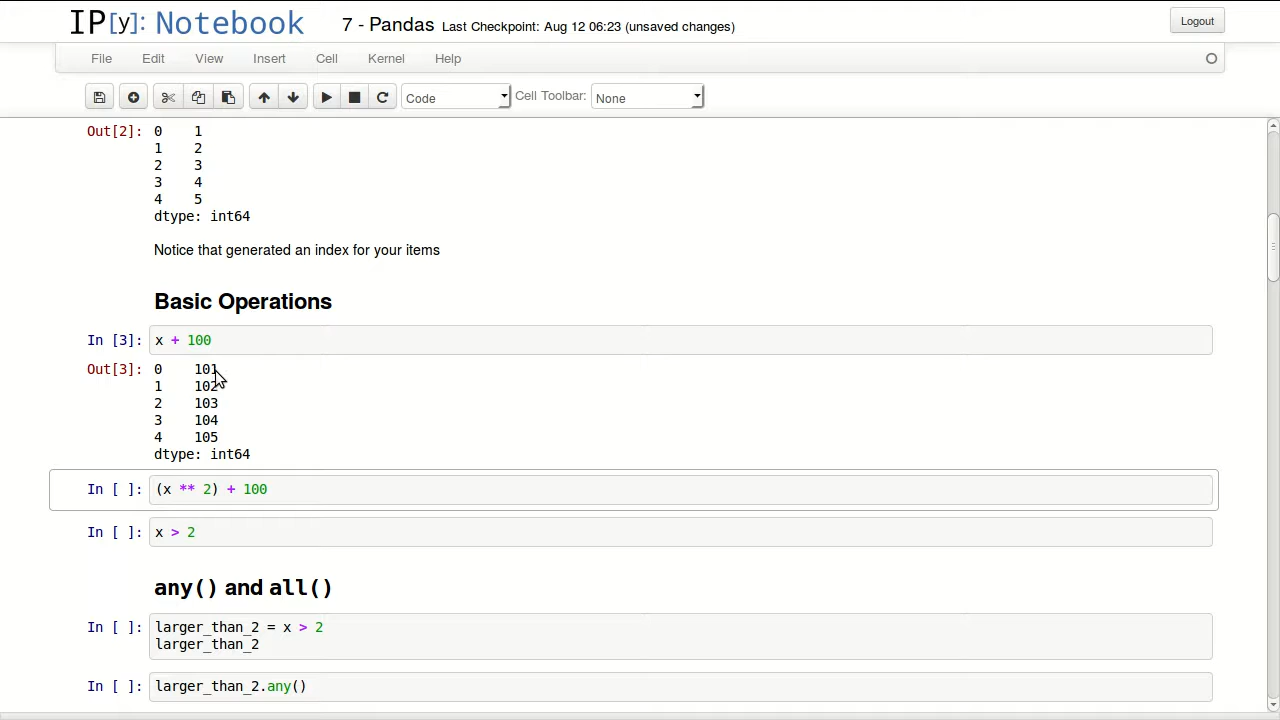 IP[y]: Notebook 7 - Pandas Last Checkpoint: Aug 12 06:23 (unsaved changes) Logout
File Edit View Insert Cell Kernel Help
Code Cell Toolbar: None
Out[2]: 0 1
1 2
2 3
3 4
4 5
dtype: int64
Notice that generated an index for your items
Basic Operations
In [3]: x + 100
Out[3]: 0 101
1 102
2 103
3 104
4 105
dtype: int64
In [ ]: (x ** 2) + 100
In [ ]: x > 2
any() and all()
In [ ]: larger_than_2 = x > 2
larger_than_2
In [ ]: larger_than_2.any()